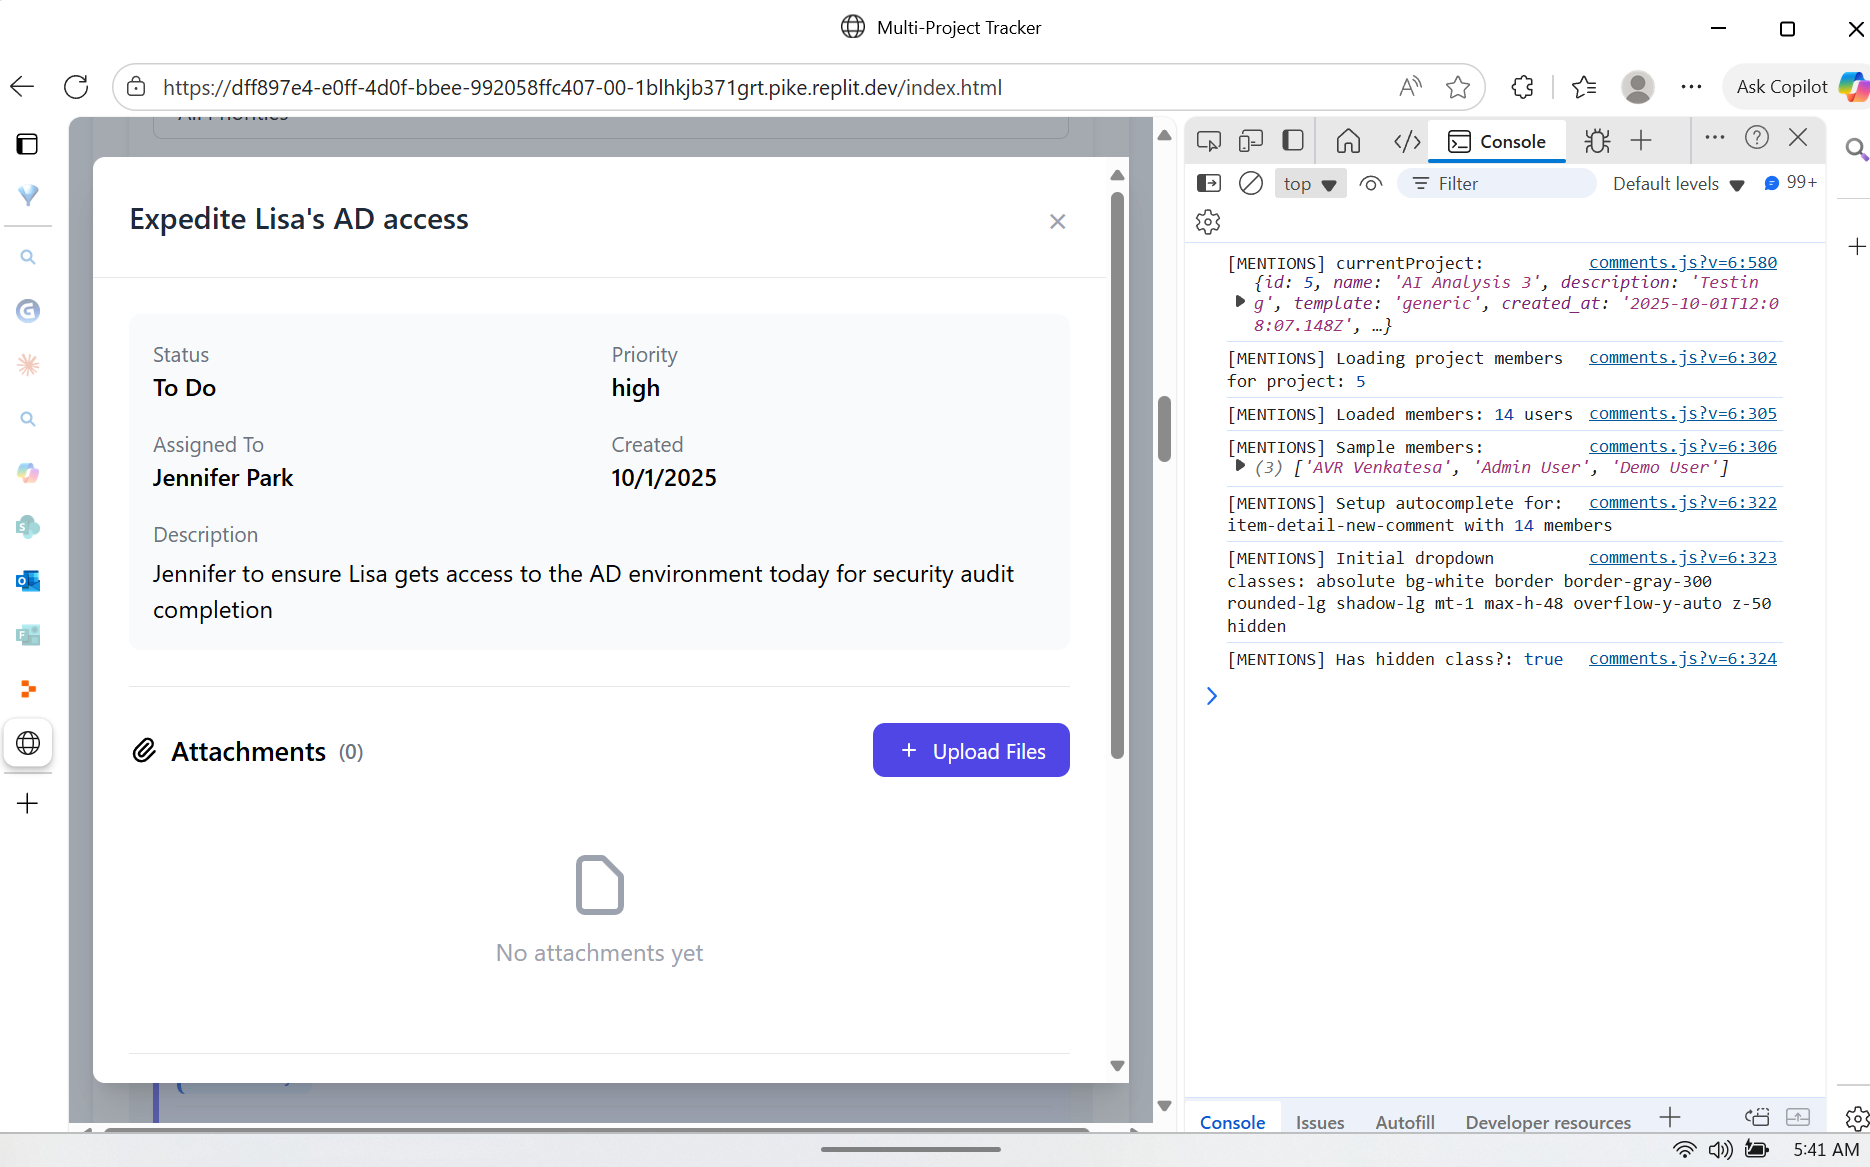 Multi-Project Tracker
https://dff897e4-e0ff-4d0f-bbee-992058ffc407-00-1blhkjb371grt.pike.replit.dev/index.html
Ask Copilot
All Priorities
Expedite Lisa's AD access
Status
Priority
To Do
high
Assigned To
Created
Jennifer Park
10/1/2025
Description
Jennifer to ensure Lisa gets access to the AD environment today for security audit
completion
Attachments (0)
+ Upload Files
No attachments yet
Console
top
Filter
Default levels
99+
[MENTIONS] currentProject: comments.js?v=6:580
{id: 5, name: 'AI Analysis 3', description: 'Testin
g', template: 'generic', created_at: '2025-10-01T12:0
8:07.148Z', …}
[MENTIONS] Loading project members comments.js?v=6:302
for project: 5
[MENTIONS] Loaded members: 14 users comments.js?v=6:305
[MENTIONS] Sample members: comments.js?v=6:306
(3) ['AVR Venkatesa', 'Admin User', 'Demo User']
[MENTIONS] Setup autocomplete for: comments.js?v=6:322
item-detail-new-comment with 14 members
[MENTIONS] Initial dropdown comments.js?v=6:323
classes: absolute bg-white border border-gray-300
rounded-lg shadow-lg mt-1 max-h-48 overflow-y-auto z-50
hidden
[MENTIONS] Has hidden class?: true comments.js?v=6:324
Console
Issues
Autofill
Developer resources
5:41 AM